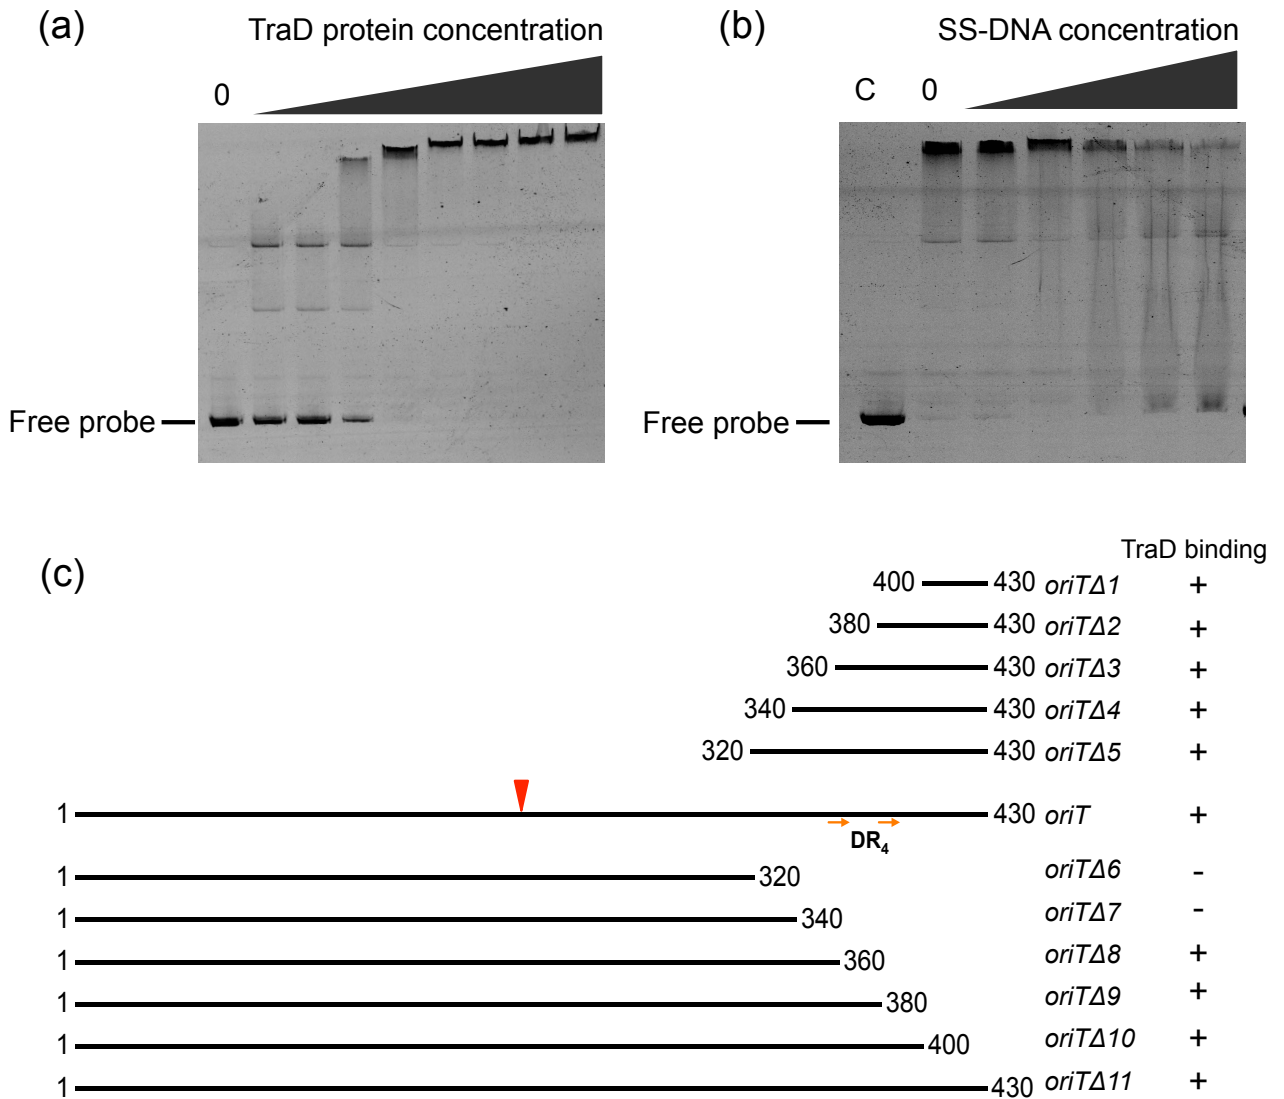 (a) TraD protein concentration
0
Free probe
(b) SS-DNA concentration
C 0
Free probe
(c)
TraD binding
400 430 oriTΔ1 +
380 430 oriTΔ2 +
360 430 oriTΔ3 +
340 430 oriTΔ4 +
320 430 oriTΔ5 +
1 430 oriT +
DR4
1 320 oriTΔ6 -
1 340 oriTΔ7 -
1 360 oriTΔ8 +
1 380 oriTΔ9 +
1 400 oriTΔ10 +
1 430 oriTΔ11 +